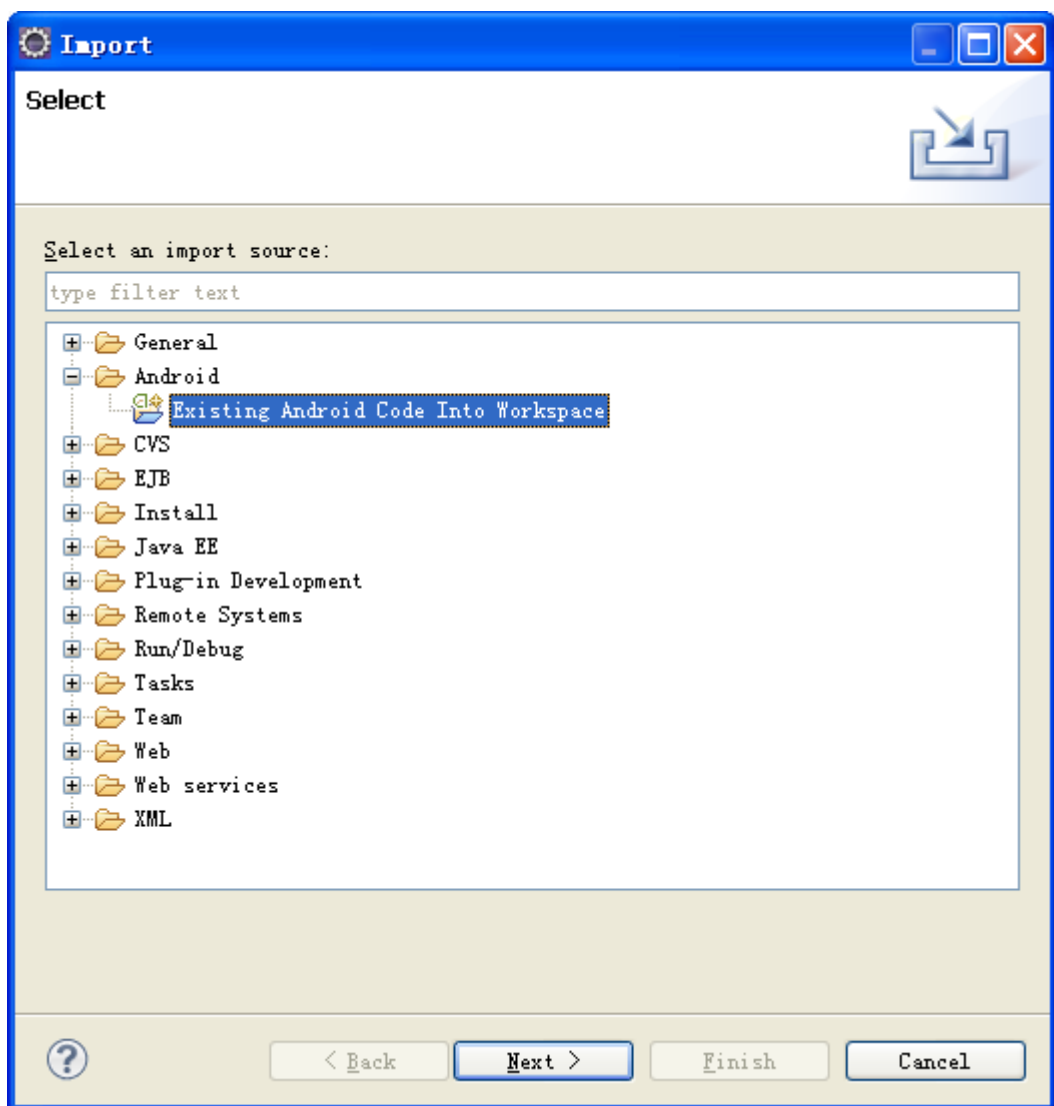 Import
Select
Select an import source:
type filter text
General
Android
Existing Android Code Into Workspace
CVS
EJB
Install
Java EE
Plug-in Development
Remote Systems
Run/Debug
Tasks
Team
Web
Web services
XML
? < Back Next > Finish Cancel